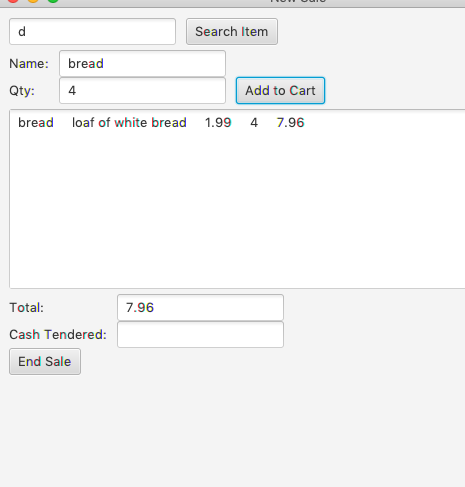 New Sale
d Search Item
Name: bread
Qty: 4 Add to Cart
bread loaf of white bread 1.99 4 7.96
Total: 7.96
Cash Tendered:
End Sale